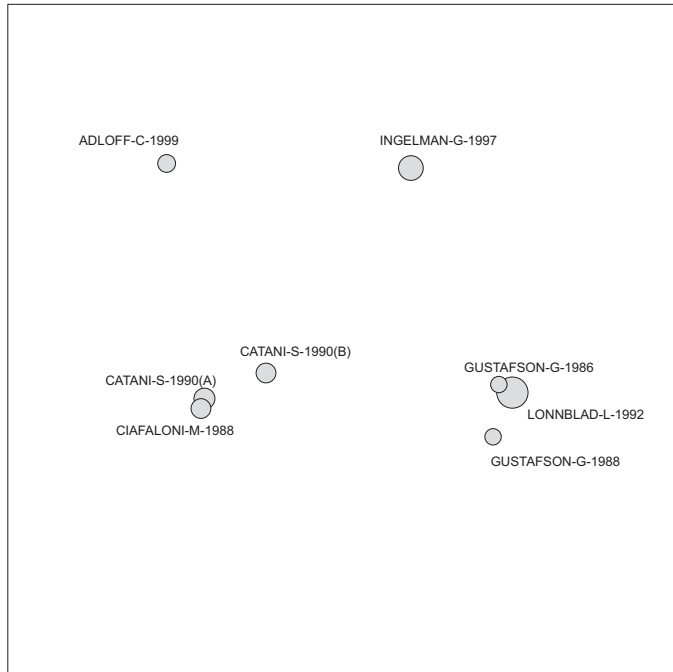 ADLOFF-C-1999
INGELMAN-G-1997
CATANI-S-1990(B)
GUSTAFSON-G-1986
CATANI-S-1990(A)
LONNBLAD-L-1992
CIAFALONI-M-1988
GUSTAFSON-G-1988